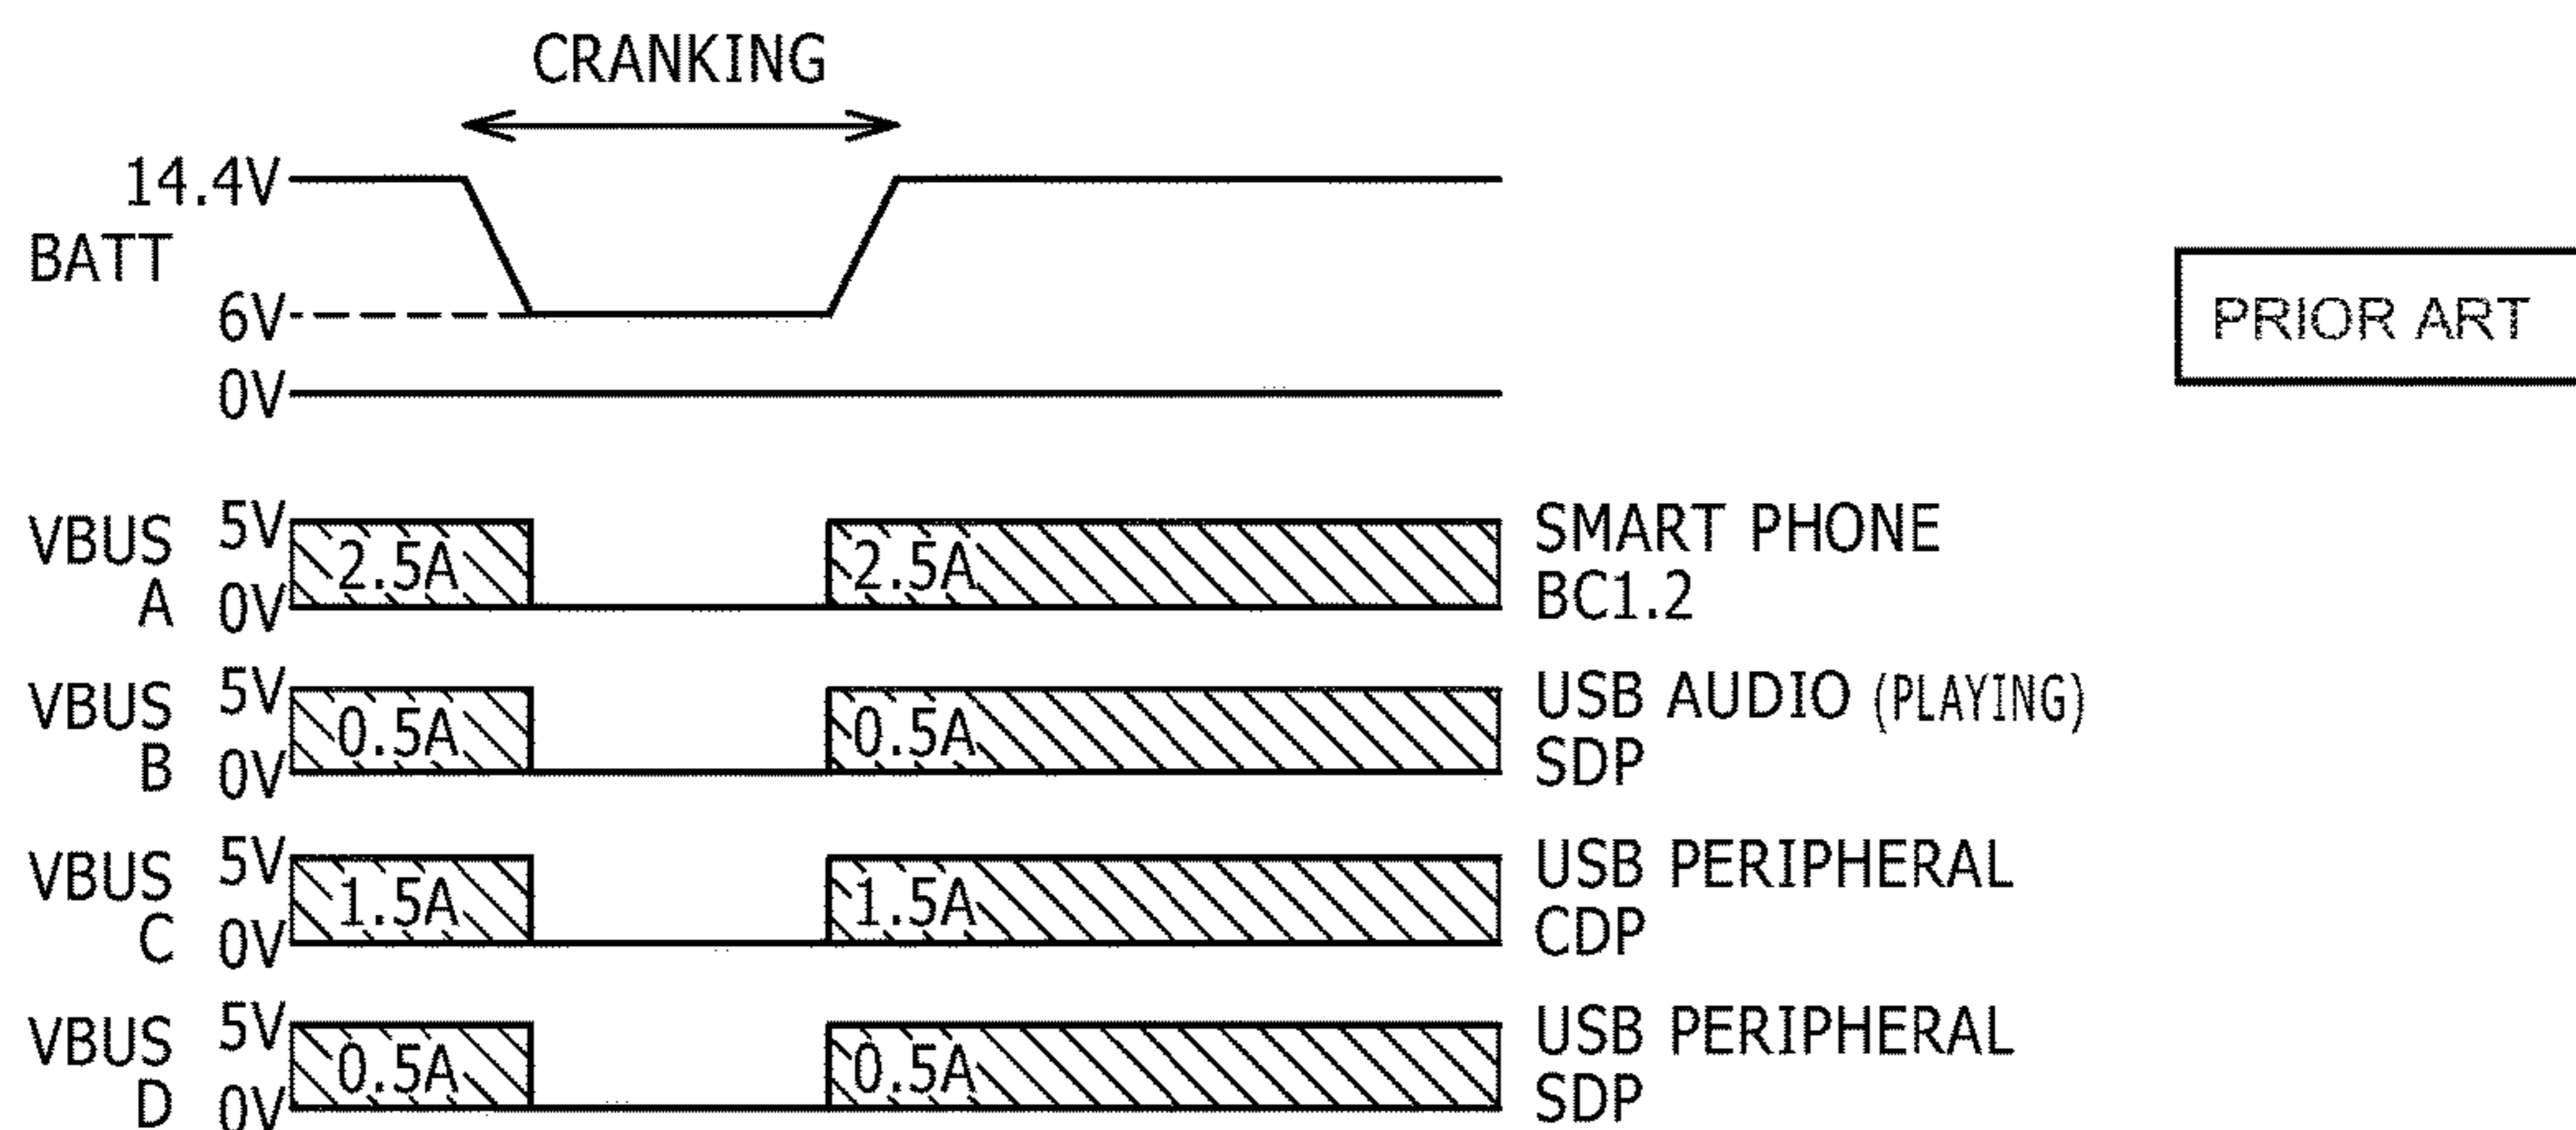 CRANKING
14.4V
BATT
6V
0V
PRIOR ART
VBUS A
5V
0V
2.5A
2.5A
SMART PHONE
BC1.2
VBUS B
5V
0V
0.5A
0.5A
USB AUDIO (PLAYING)
SDP
VBUS C
5V
0V
1.5A
1.5A
USB PERIPHERAL
CDP
VBUS D
5V
0V
0.5A
0.5A
USB PERIPHERAL
SDP